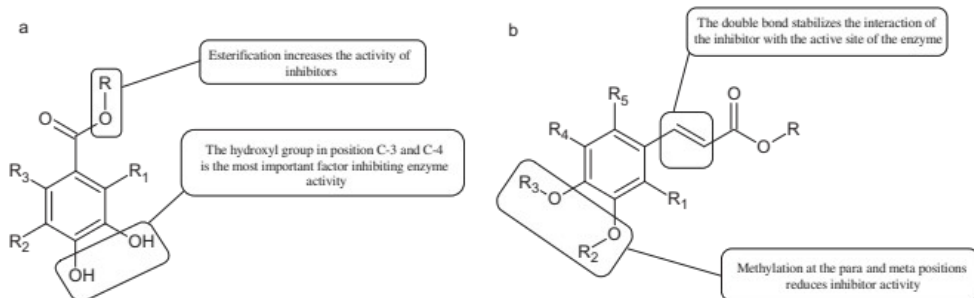 a
Esterification increases the activity of
inhibitors
R
O
O
The hydroxyl group in position C-3 and C-4
is the most important factor inhibiting enzyme
activity
R3
R1
R2
OH
OH
b
The double bond stabilizes the interaction of
the inhibitor with the active site of the enzyme
R5
O
R4
R
O
R3
O
R1
O
R2
Methylation at the para and meta positions
reduces inhibitor activity